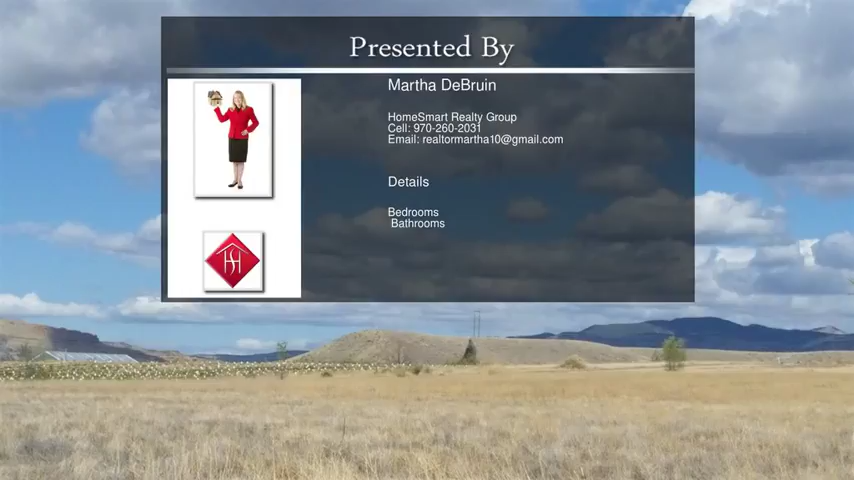 Presented By
Martha DeBruin
HomeSmart Realty Group
Cell: 970-260-2031
Email: realtormartha10@gmail.com
Details
Bedrooms
Bathrooms